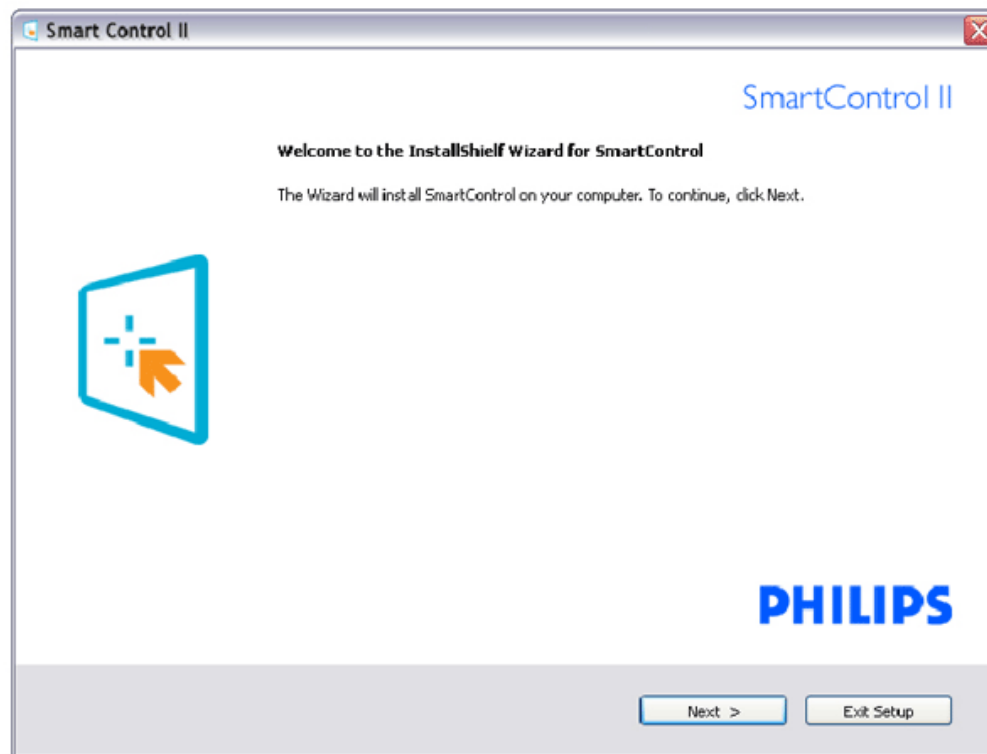 Smart Control II
SmartControl II
Welcome to the InstallShield Wizard for SmartControl
The Wizard will install SmartControl on your computer. To continue, click Next.
PHILIPS
Next >
Exit Setup